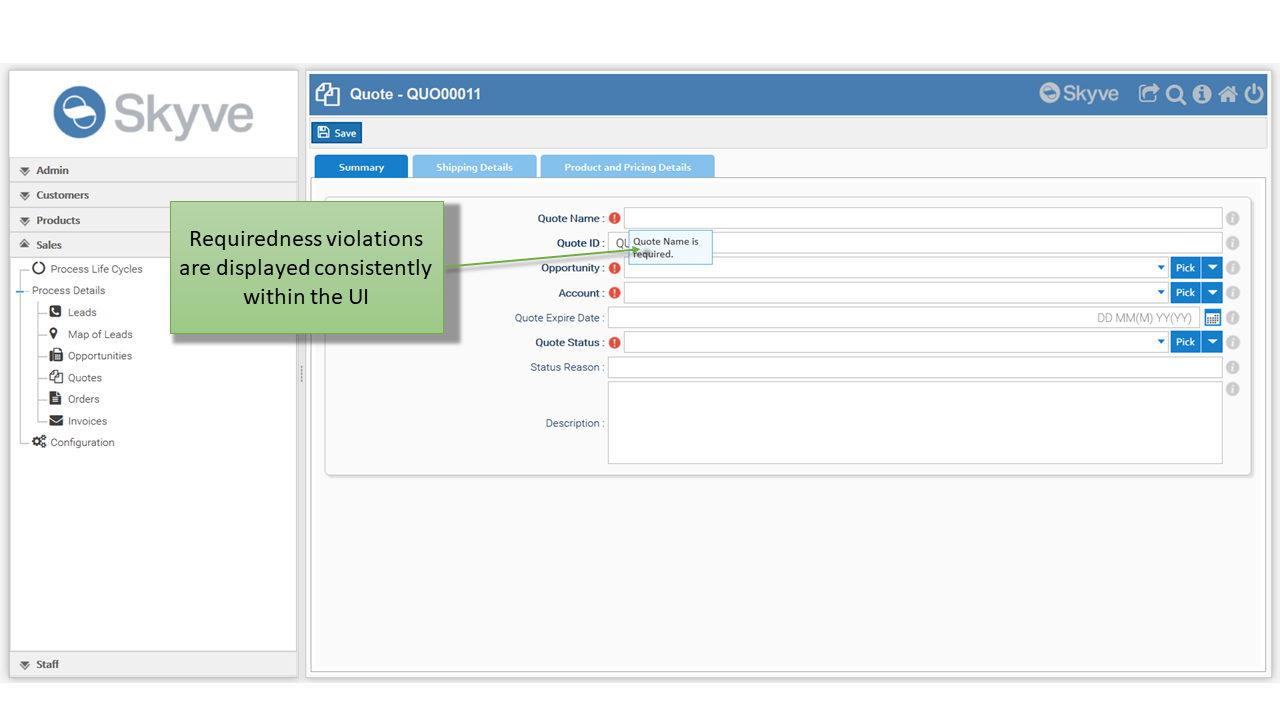 Skyve
Admin
Customers
Products
Sales
Process Life Cycles
Process Details
Leads
Map of Leads
Opportunities
Quotes
Orders
Invoices
Configuration
Staff
Quote - QUO00011
Skyve
Save
Summary
Shipping Details
Product and Pricing Details
Requiredness violations
are displayed consistently
within the UI
Quote Name :
Quote ID :
Quote Name is
required.
Opportunity :
Pick
Account :
Pick
Quote Expire Date :
DD MM(M) YY(YY)
Quote Status :
Pick
Status Reason :
Description :